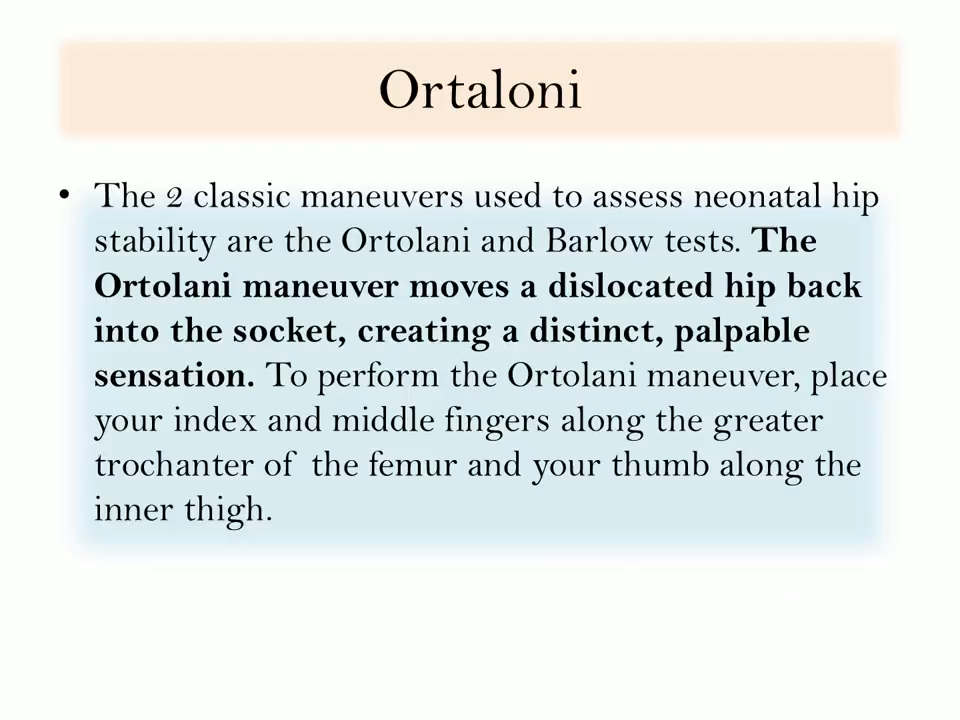 Ortaloni
• The 2 classic maneuvers used to assess neonatal hip
stability are the Ortolani and Barlow tests. The
Ortolani maneuver moves a dislocated hip back
into the socket, creating a distinct, palpable
sensation. To perform the Ortolani maneuver, place
your index and middle fingers along the greater
trochanter of  the femur and your thumb along the
inner thigh.